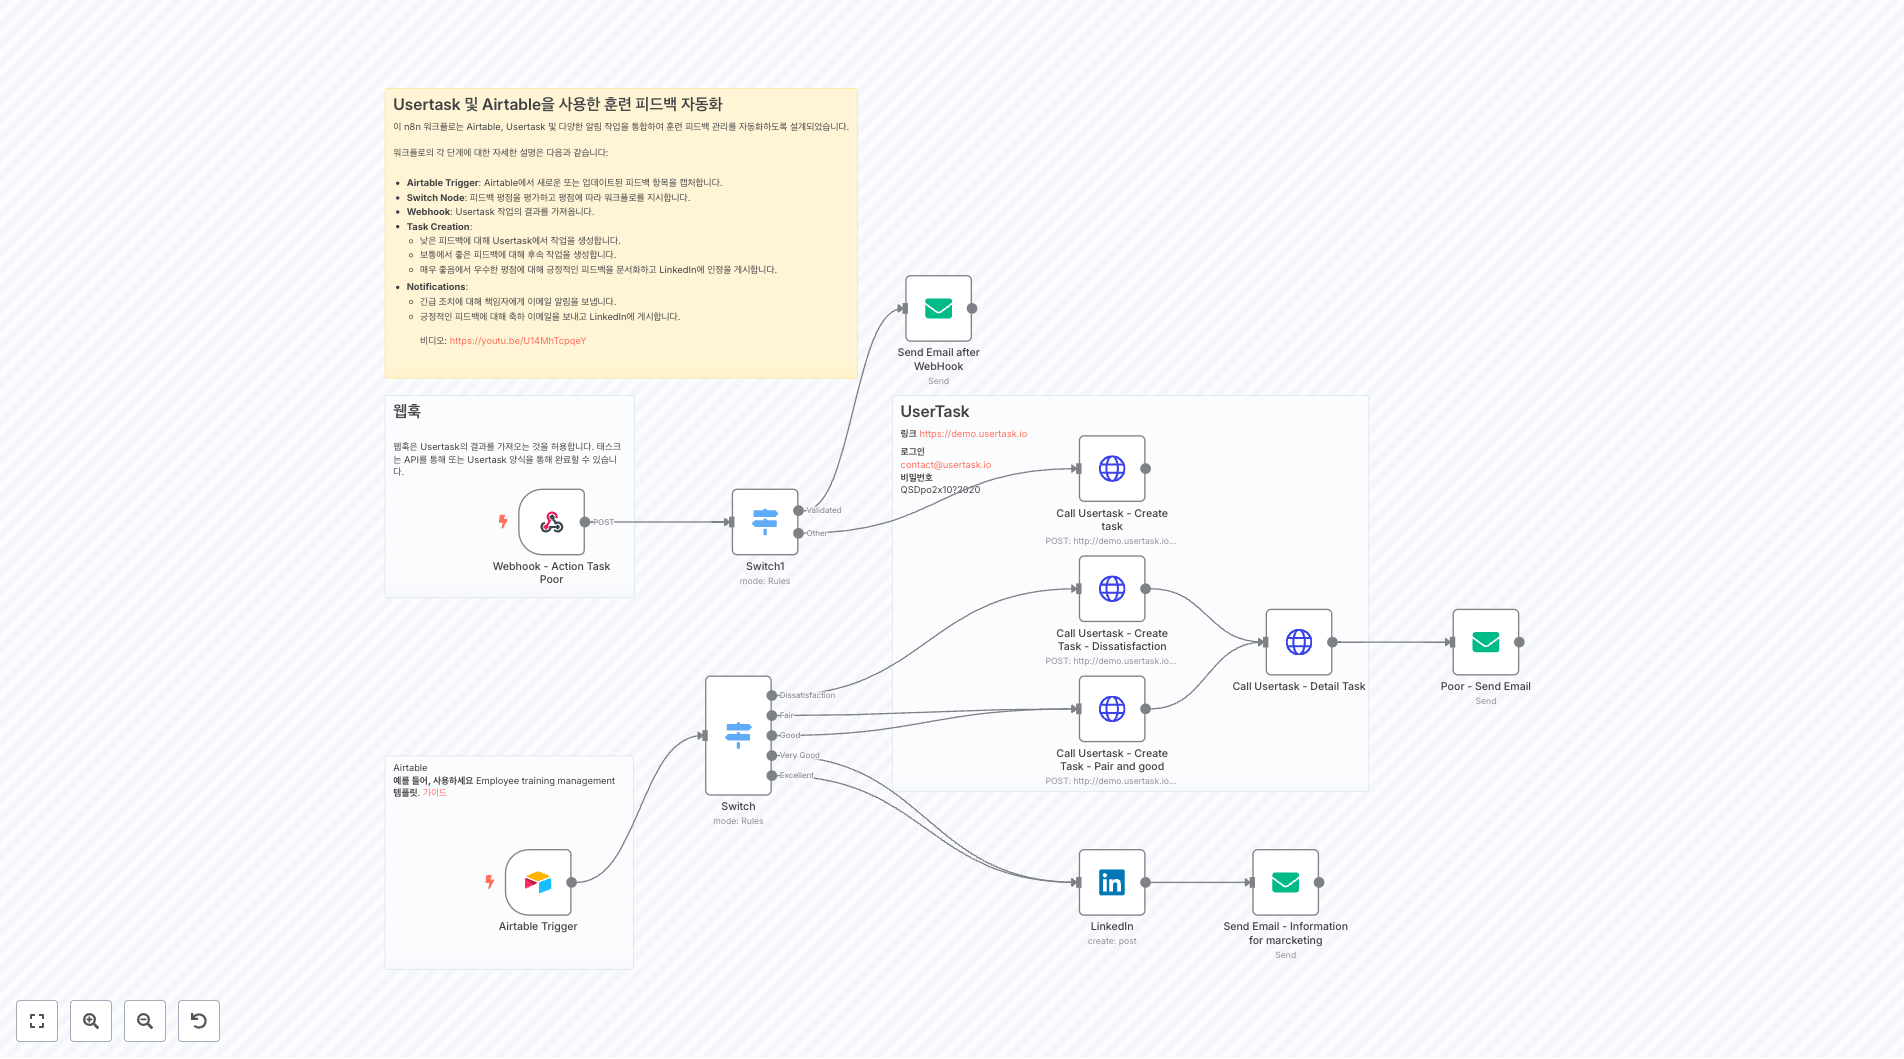 Usertask 및 Airtable을 사용한 훈련 피드백 자동화
이 n8n 워크플로는 Airtable, Usertask 및 다양한 알림 작업을 통합하여 훈련 피드백 관리를 자동화하도록 설계되었습니다.
워크플로의 각 단계에 대한 자세한 설명은 다음과 같습니다:
Airtable Trigger: Airtable에서 새로운 또는 업데이트된 피드백 항목을 캡처합니다.
Switch Node: 피드백 평점을 평가하고 평점에 따라 워크플로를 지시합니다.
Webhook: Usertask 작업의 결과를 가져옵니다.
Task Creation:
낮은 피드백에 대해 Usertask에서 작업을 생성합니다.
보통에서 좋은 피드백에 대해 후속 작업을 생성합니다.
매우 좋음에서 우수한 평점에 대해 긍정적인 피드백을 문서화하고 LinkedIn에 인정을 게시합니다.
Notifications:
긴급 조치에 대해 책임자에게 이메일 알림을 보냅니다.
긍정적인 피드백에 대해 축하 이메일을 보내고 LinkedIn에 게시합니다.
비디오: https://youtu.be/U14MhTcpqeY
Send Email after
WebHook
Send
웹훅
웹훅은 Usertask의 결과를 가져오는 것을 허용합니다. 태스크
는 API를 통해 또는 Usertask 양식을 통해 완료할 수 있습니
다.
POST
Webhook - Action Task
Poor
Validated
Other
Switch1
mode: Rules
UserTask
링크 https://demo.usertask.io
로그인
contact@usertask.io
비밀번호
QSDpo2x10?2020
Call Usertask - Create
task
POST: http://demo.usertask.io...
Call Usertask - Create
Task - Dissatisfaction
POST: http://demo.usertask.io...
Call Usertask - Create
Task - Pair and good
POST: http://demo.usertask.io...
Call Usertask - Detail Task
Poor - Send Email
Send
Dissatisfaction
Fair
Good
Very Good
Excellent
Switch
mode: Rules
Airtable
예를 들어, 사용하세요 Employee training management
템플릿. 가이드
Airtable Trigger
LinkedIn
create: post
Send Email - Information
for marcketing
Send